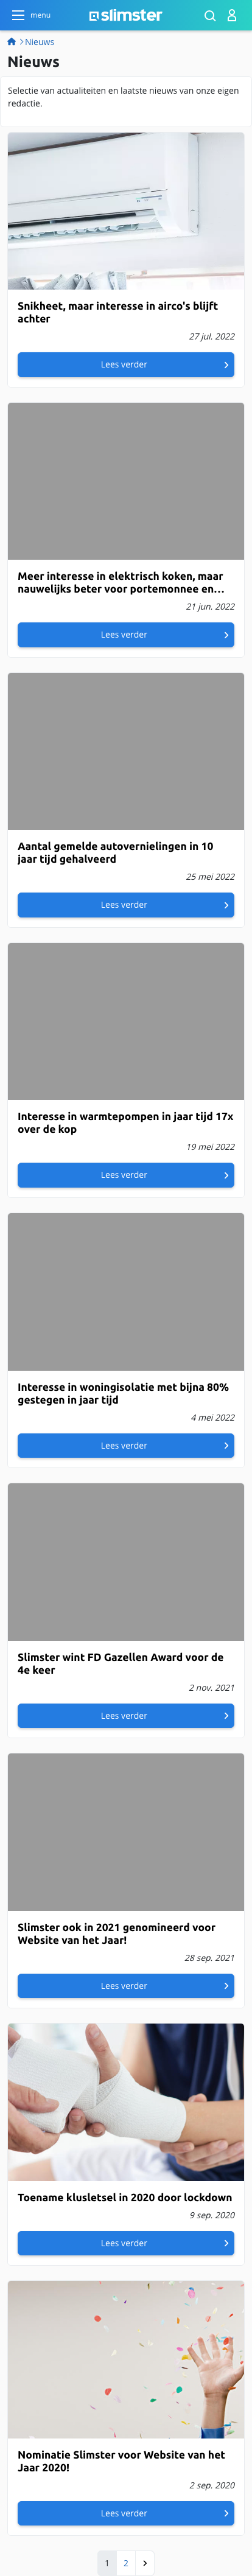 menu
slimster
Nieuws
Nieuws
Selectie van actualiteiten en laatste nieuws van onze eigen
redactie.
Snikheet, maar interesse in airco's blijft
achter
27 jul. 2022
Lees verder
Meer interesse in elektrisch koken, maar
nauwelijks beter voor portemonnee en…
21 jun. 2022
Lees verder
Aantal gemelde autovernielingen in 10
jaar tijd gehalveerd
25 mei 2022
Lees verder
Interesse in warmtepompen in jaar tijd 17x
over de kop
19 mei 2022
Lees verder
Interesse in woningisolatie met bijna 80%
gestegen in jaar tijd
4 mei 2022
Lees verder
Slimster wint FD Gazellen Award voor de
4e keer
2 nov. 2021
Lees verder
Slimster ook in 2021 genomineerd voor
Website van het Jaar!
28 sep. 2021
Lees verder
Toename klusletsel in 2020 door lockdown
9 sep. 2020
Lees verder
Nominatie Slimster voor Website van het
Jaar 2020!
2 sep. 2020
Lees verder
1 2